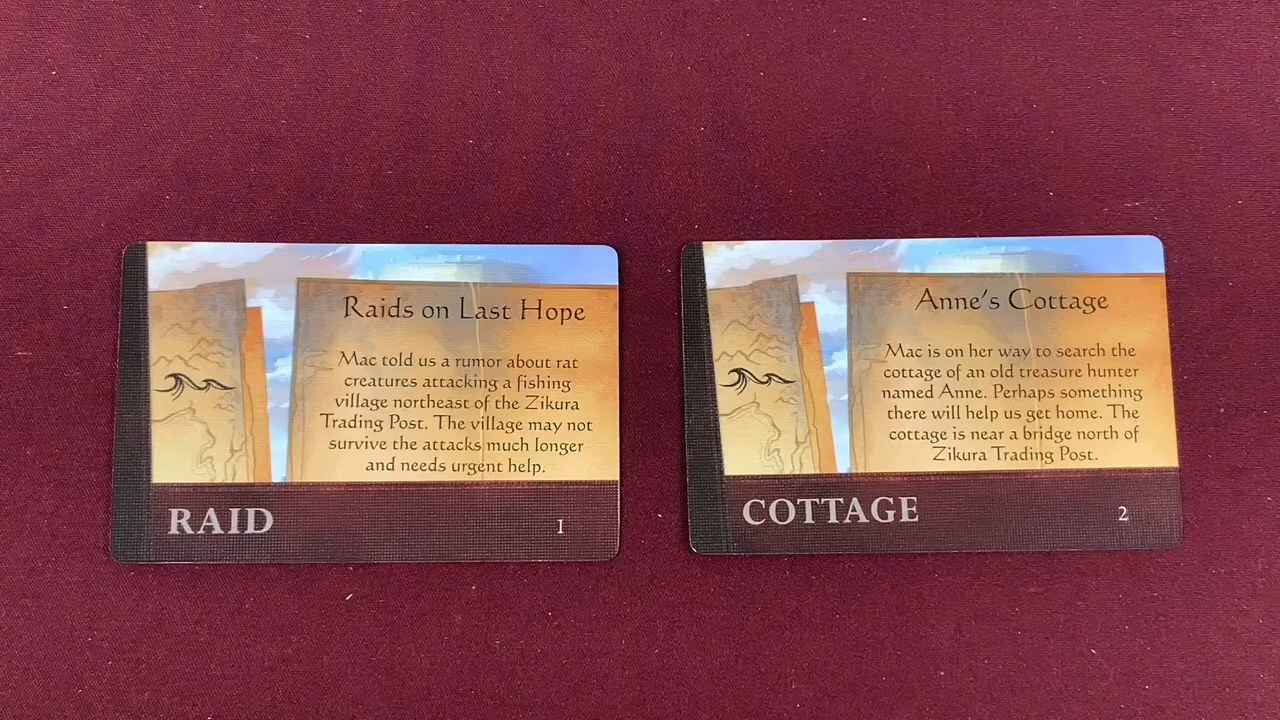 Raids on Last Hope
Mac told us a rumor about rat
creatures attacking a fishing
village northeast of the Zikura
Trading Post. The village may not
survive the attacks much longer
and needs urgent help.
RAID
1
Anne's Cottage
Mac is on her way to search the
cottage of an old treasure hunter
named Anne. Perhaps something
there will help us get home. The
cottage is near a bridge north of
Zikura Trading Post.
COTTAGE
2